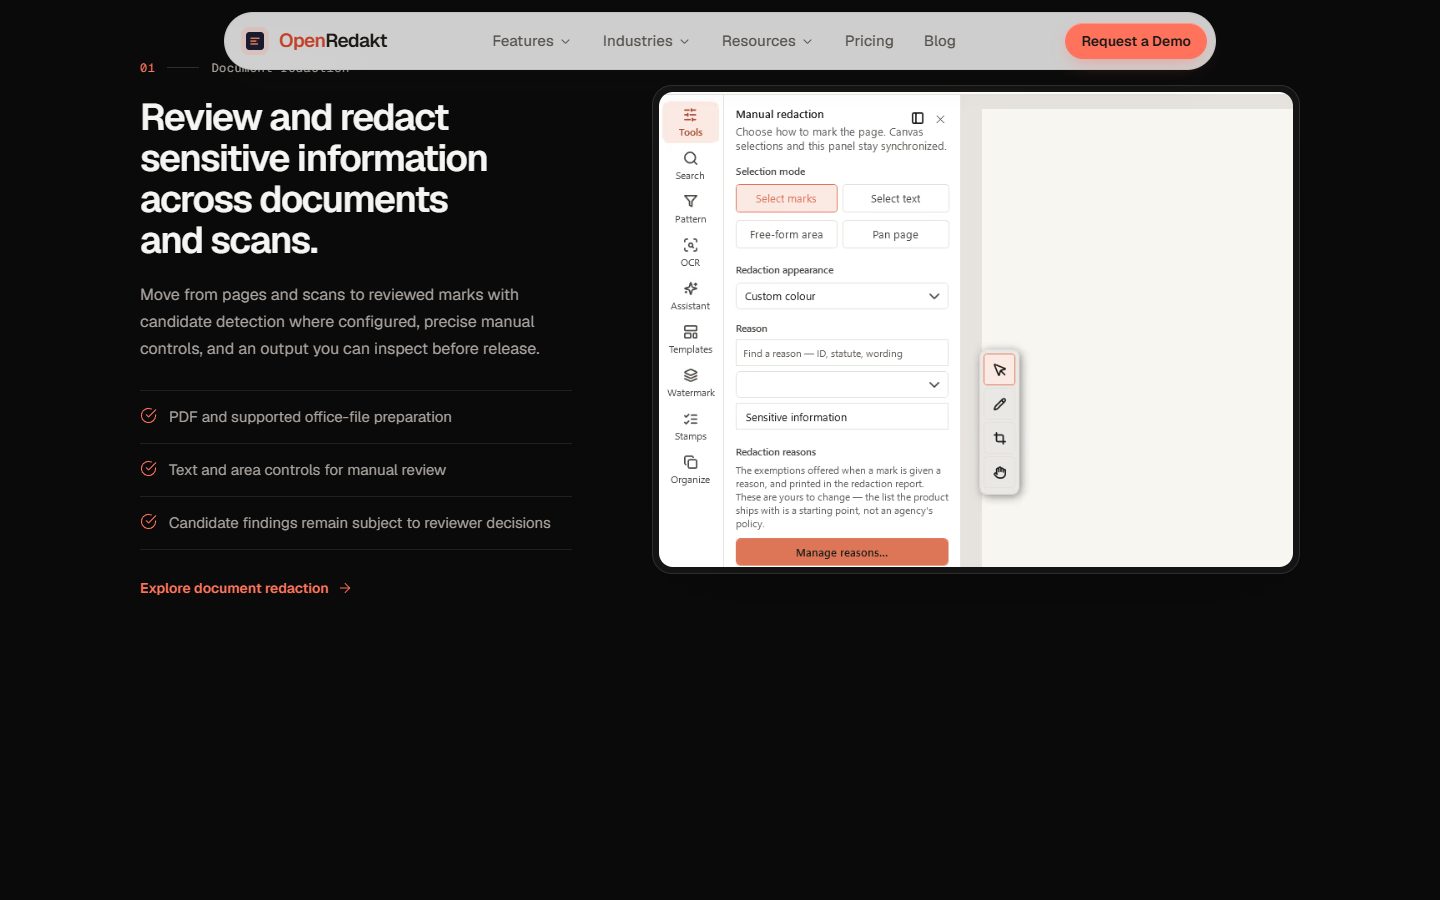 OpenRedakt
Features
Industries
Resources
Pricing
Blog
Request a Demo
01
Document redaction
Review and redact
sensitive information
across documents
and scans.
Move from pages and scans to reviewed marks with
candidate detection where configured, precise manual
controls, and an output you can inspect before release.
PDF and supported office-file preparation
Text and area controls for manual review
Candidate findings remain subject to reviewer decisions
Explore document redaction
Tools
Search
Pattern
OCR
Assistant
Templates
Watermark
Stamps
Organize
Manual redaction
Choose how to mark the page. Canvas
selections and this panel stay synchronized.
Selection mode
Select marks
Select text
Free-form area
Pan page
Redaction appearance
Custom colour
Reason
Find a reason — ID, statute, wording
Sensitive information
Redaction reasons
The exemptions offered when a mark is given a
reason, and printed in the redaction report.
These are yours to change — the list the product
ships with is a starting point, not an agency's
policy.
Manage reasons...